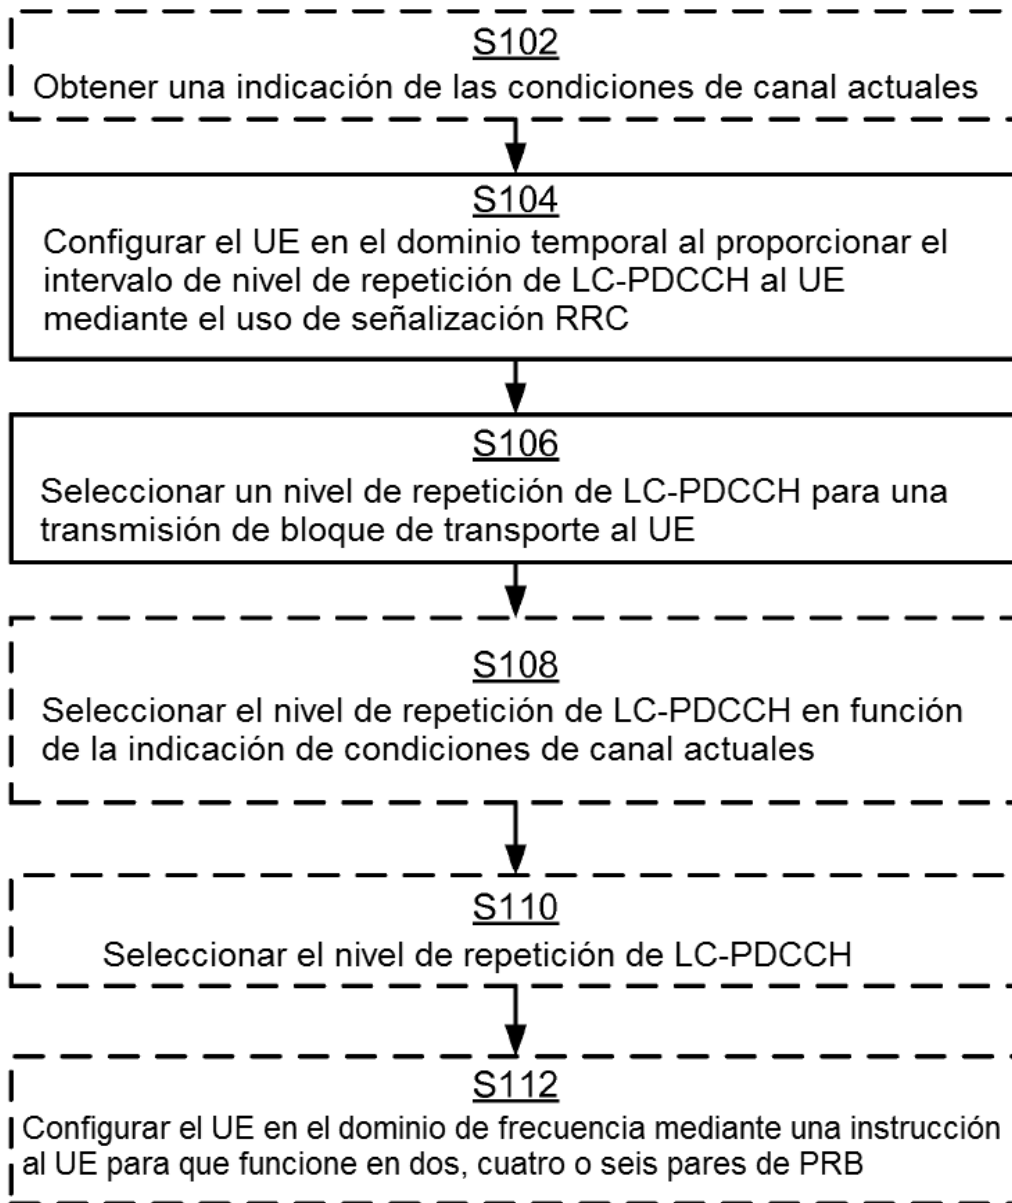 S102
Obtener una indicación de las condiciones de canal actuales
S104
Configurar el UE en el dominio temporal al proporcionar el
intervalo de nivel de repetición de LC-PDCCH al UE
mediante el uso de señalización RRC
S106
Seleccionar un nivel de repetición de LC-PDCCH para una
transmisión de bloque de transporte al UE
S108
Seleccionar el nivel de repetición de LC-PDCCH en función
de la indicación de condiciones de canal actuales
S110
Seleccionar el nivel de repetición de LC-PDCCH
S112
Configurar el UE en el dominio de frecuencia mediante una instrucción
al UE para que funcione en dos, cuatro o seis pares de PRB